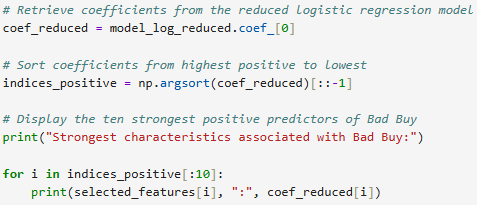 # Retrieve coefficients from the reduced logistic regression model
coef_reduced = model_log_reduced.coef_[0]
# Sort coefficients from highest positive to lowest
indices_positive = np.argsort(coef_reduced)[::-1]
# Display the ten strongest positive predictors of Bad Buy
print("Strongest characteristics associated with Bad Buy:")
for i in indices_positive[:10]:
    print(selected_features[i], ":", coef_reduced[i])